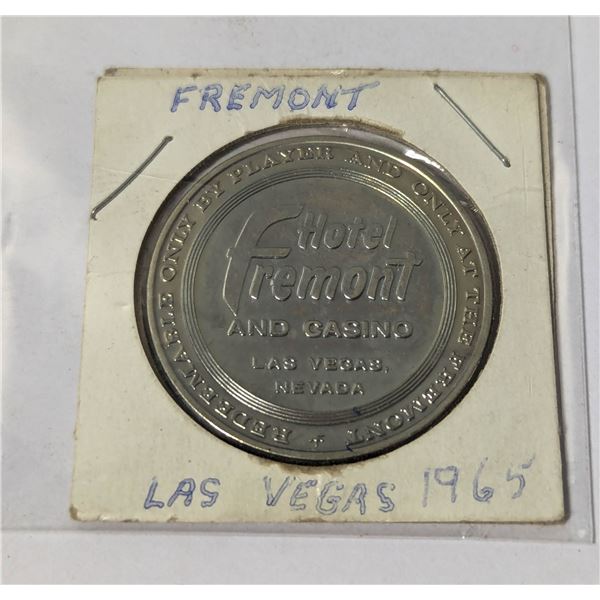 FREMONT
REDEEMABLE ONLY BY PLAYER AND ONLY AT THE FREMONT
Hotel
Fremont
AND CASINO
LAS VEGAS,
NEVADA
LAS VEGAS 1965